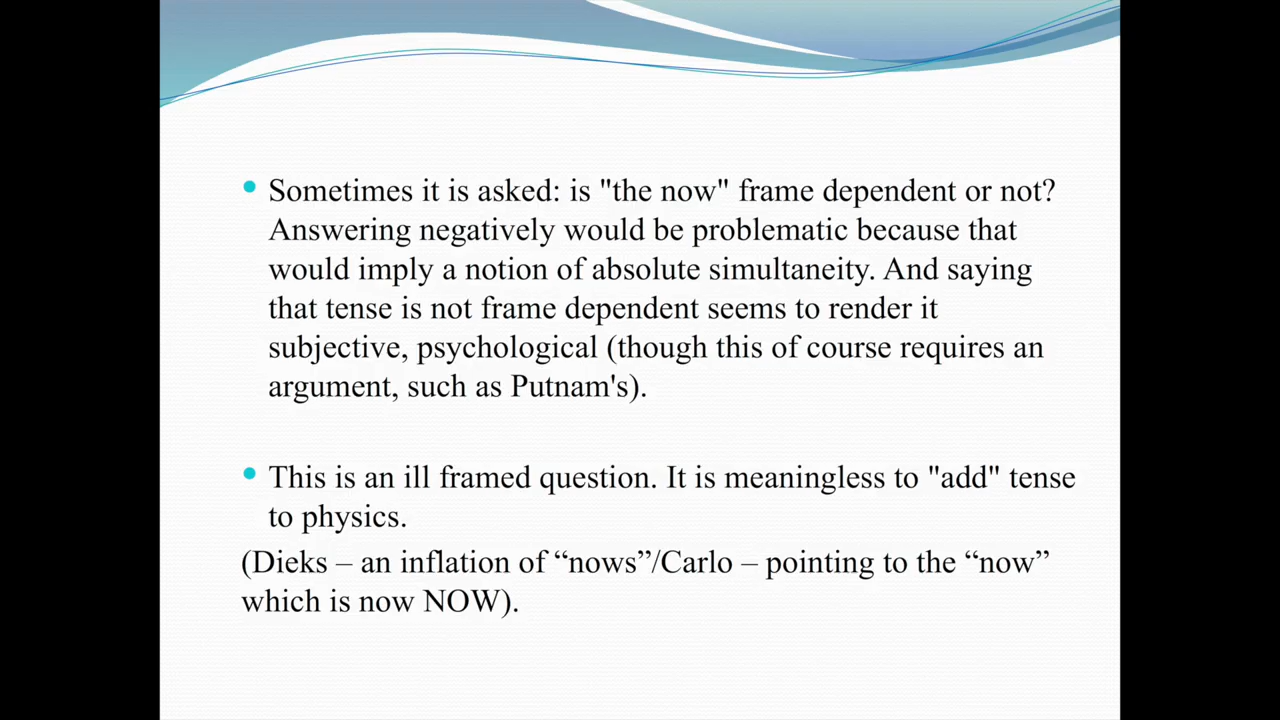 Sometimes it is asked: is "the now" frame dependent or not?
Answering negatively would be problematic because that
would imply a notion of absolute simultaneity. And saying
that tense is not frame dependent seems to render it
subjective, psychological (though this of course requires an
argument, such as Putnam's).
This is an ill framed question. It is meaningless to "add" tense
to physics.
(Dieks – an inflation of “nows”/Carlo – pointing to the “now”
which is now NOW).